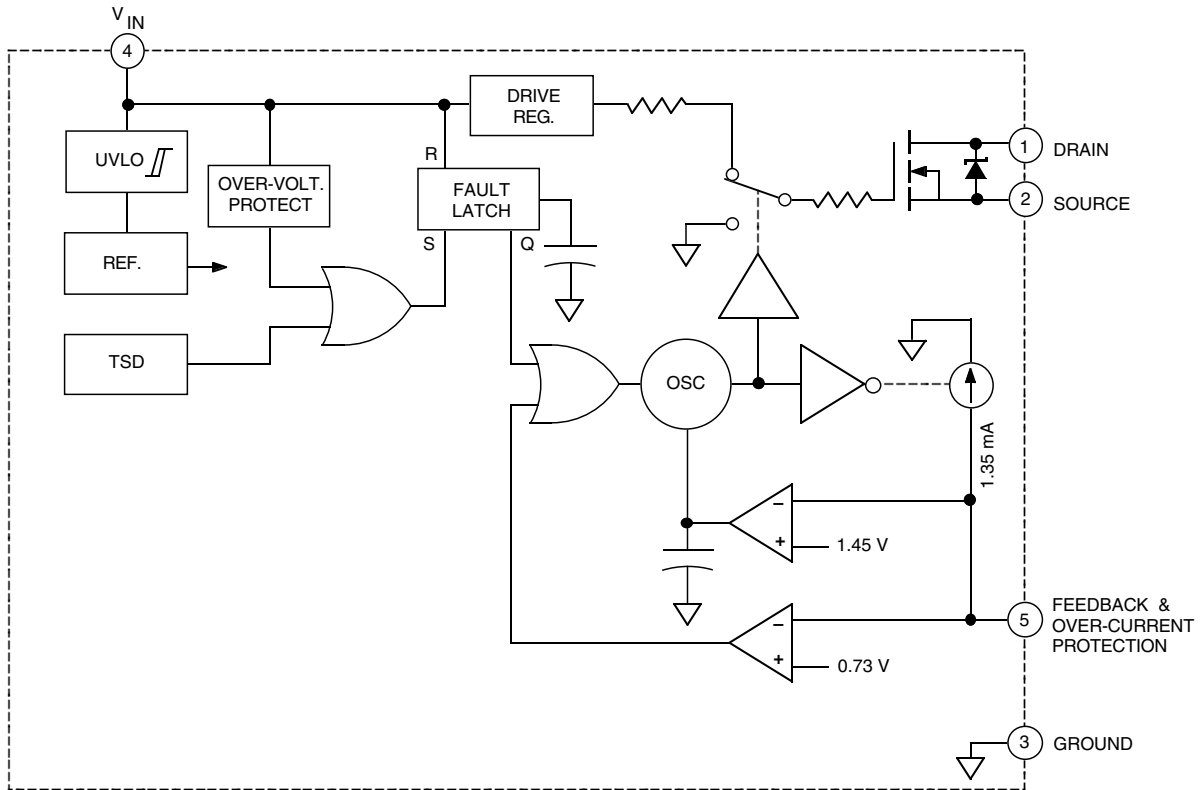 V IN
4
DRIVE
REG.
UVLO
R
1
DRAIN
OVER-VOLT.
PROTECT
FAULT
LATCH
2
SOURCE
S
Q
REF.
TSD
OSC
1.35 mA
–
+
1.45 V
–
+
0.73 V
5
FEEDBACK &
OVER-CURRENT
PROTECTION
3
GROUND